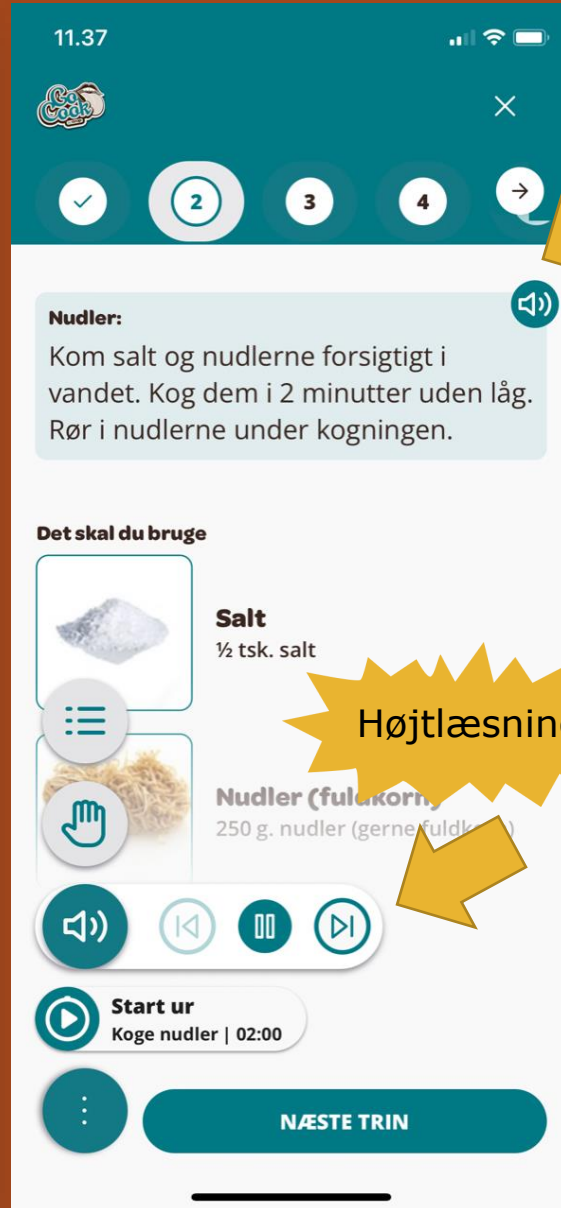 11.37
Go
Cook
2
3
4
Nudler:
Kom salt og nudlerne forsigtigt i
vandet. Kog dem i 2 minutter uden låg.
Rør i nudlerne under kogningen.
Det skal du bruge
Salt
½ tsk. salt
Højtlæsning
Nudler (fuldkorn)
250 g. nudler (gerne fuldkorn)
Start ur
Koge nudler | 02:00
NÆSTE TRIN